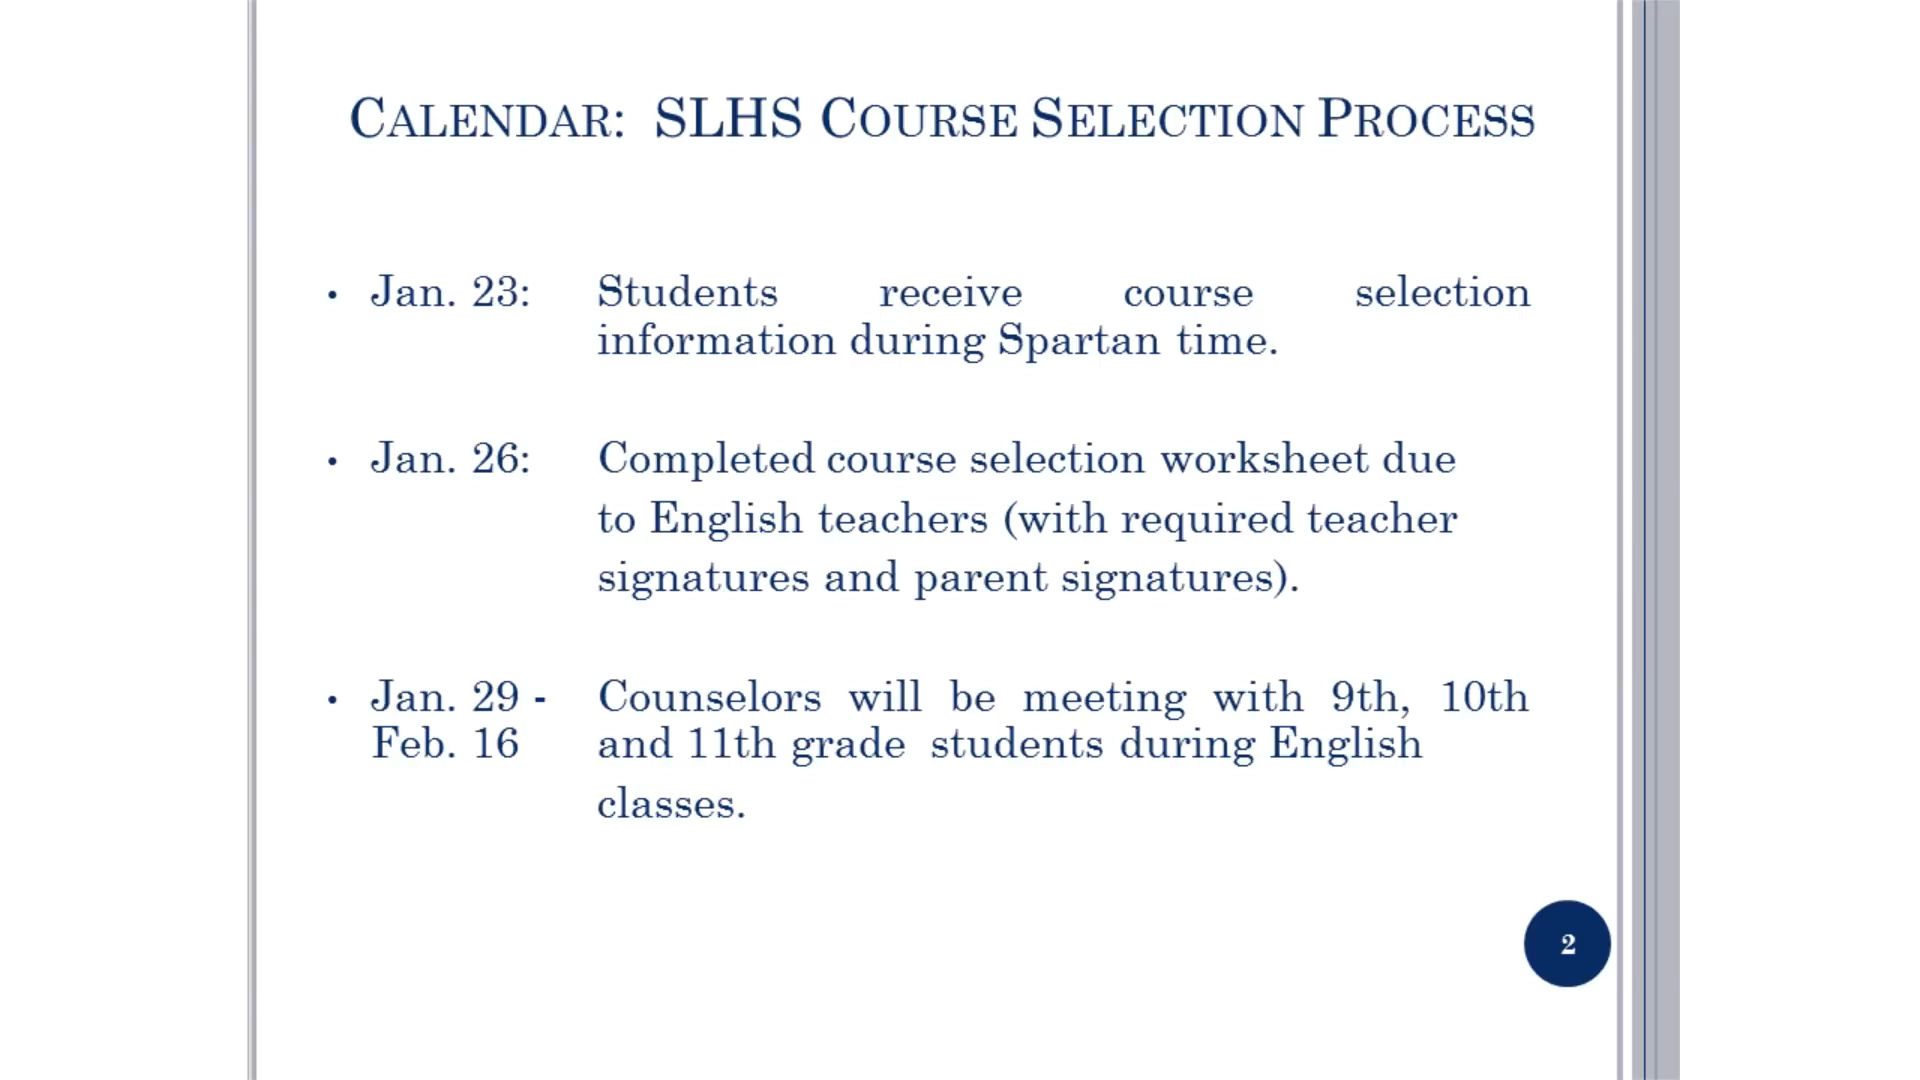 CALENDAR: SLHS COURSE SELECTION PROCESS
• Jan. 23: Students receive course selection
information during Spartan time.
• Jan. 26: Completed course selection worksheet due
to English teachers (with required teacher
signatures and parent signatures).
• Jan. 29 - Counselors will be meeting with 9th, 10th
Feb. 16 and 11th grade students during English
classes.
2